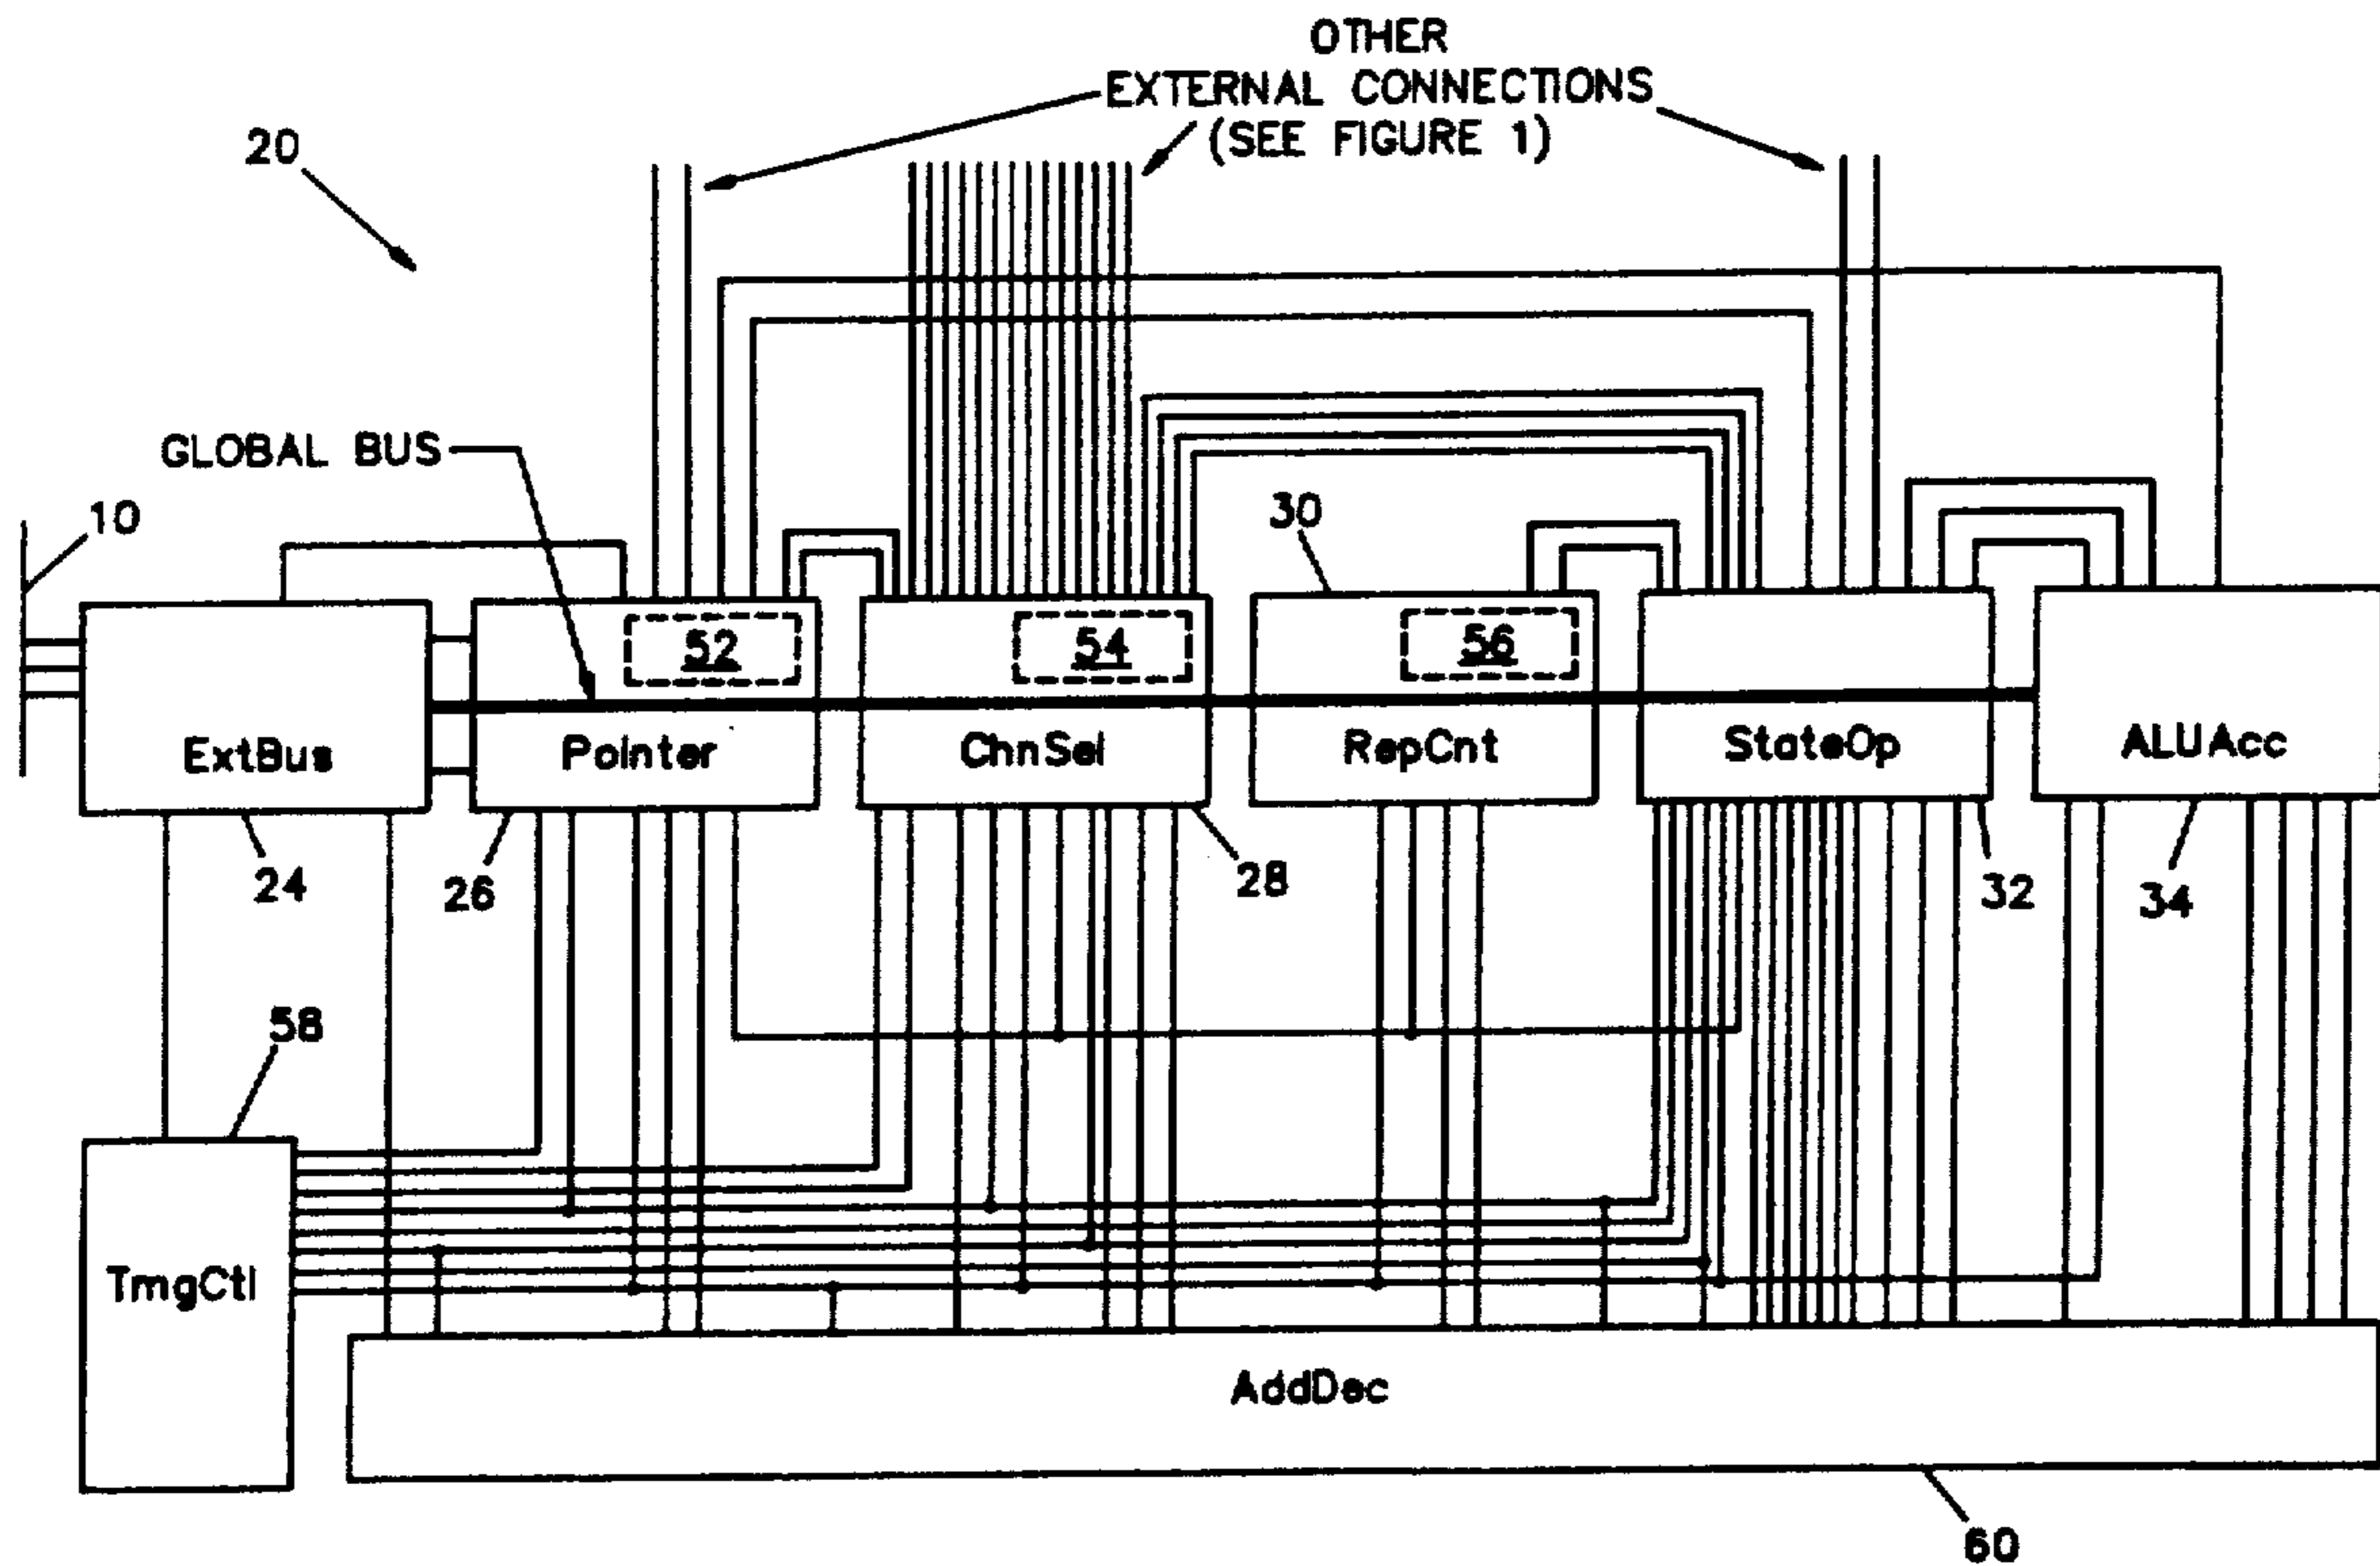 OTHER
EXTERNAL CONNECTIONS
(SEE FIGURE 1)
20
GLOBAL BUS
10
30
52
54
56
ExtBus
Pointer
ChnSel
RepCnt
StateOp
ALUAcc
24
26
28
32
34
58
TmgCtl
AddDec
60